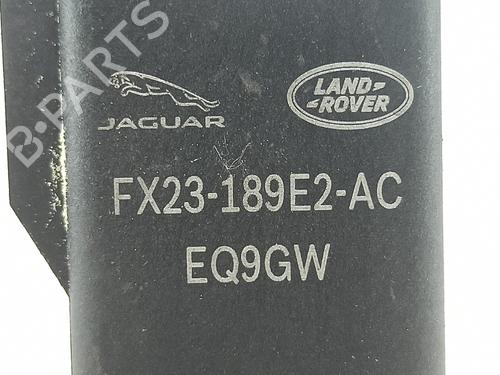 B-PARTS
JAGUAR
LAND-
ROVER
FX23-189E2-AC
EQ9GW